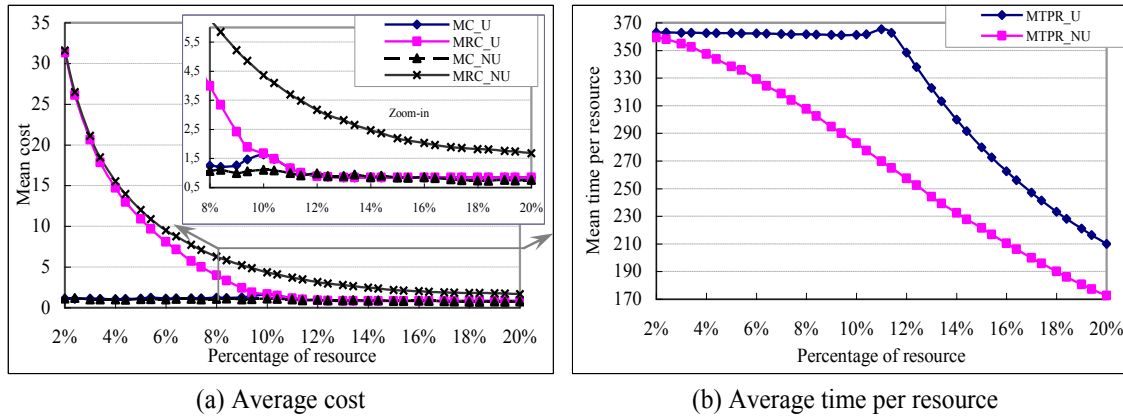 35
30
25
20
15
10
5
0
Mean cost
2% 4% 6% 8% 10% 12% 14% 16% 18% 20%
Percentage of resource
MC_U
MRC_U
MC_NU
MRC_NU
Zoom-in
5,5
4,5
3,5
2,5
1,5
0,5
8% 10% 12% 14% 16% 18% 20%
(a) Average cost
370
350
330
310
290
270
250
230
210
190
170
Mean time per resource
2% 4% 6% 8% 10% 12% 14% 16% 18% 20%
Percentage of resource
MTPR_U
MTPR_NU
(b) Average time per resource